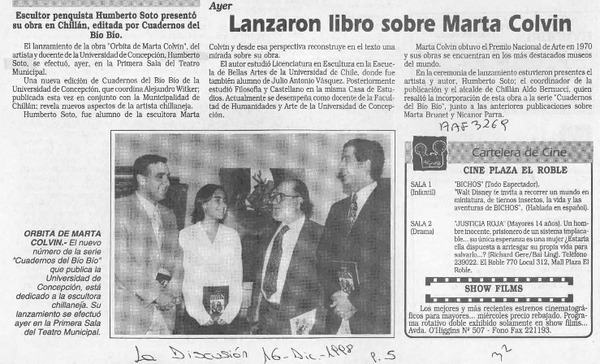 Escultor penquista Humberto Soto presentó
su obra en Chillán, editada por Cuadernos del
Bío Bío.
El lanzamiento de la obra "Orbita de Marta Colvin", del
artista y docente de la Universidad de Concepción, Humberto
Soto, se efectuó, ayer, en la Primera Sala del Teatro
Municipal.
Una nueva edición de Cuadernos del Bío Bío de la
Universidad de Concepción, que coordina Alejandro Witker;
publicada esta vez en conjunto con la Municipalidad de
Chillán; revela nuevos aspectos de la artista chillaneja.
Humberto Soto, fue alumno de la escultora Marta
Ayer
Lanzaron libro sobre Marta Colvin
Colvin y desde esa perspectiva reconstruye en el texto una
mirada sobre su obra.
El autor estudió Licenciatura en Escultura en la Escuela
de Bellas Artes de la Universidad de Chile, donde fue
también alumno de Julio Antonio Vásquez. Posteriormente
estudió Filosofía y Castellano en la misma Casa de Estu-
dios. Actualmente se desempeña como docente de la Facul-
tad de Humanidades y Arte de la Universidad de Concep-
ción.
Marta Colvin obtuvo el Premio Nacional de Arte en 1970
y sus obras se encuentran en los más destacados museos del
mundo.
En la ceremonia de lanzamiento estuvieron presentes el
autor y artista, Humberto Soto; el coordinador de la
publicación y el alcalde de Chillán Aldo Bernucci, quien
resaltó la incorporación de esta obra a la serie "Cuadernos
del Bío Bío", junto a las anteriores publicaciones sobre
Marta Brunet y Nicanor Parra.
AAF3269
ORBITA DE MARTA
COLVIN.- El nuevo
número de la serie
"Cuadernos del Bío Bío"
que publica la
Universidad de
Concepción, está
dedicado a la escultora
chillaneja. Su
lanzamiento se efectuó
ayer en la Primera Sala
del Teatro Municipal.
Cartelera de Cine
CINE PLAZA EL ROBLE
SALA 1
(Infantil)
"BICHOS" (Todo Espectador).
"Walt Disney te invita a recorrer un mundo en
miniatura, de tiernos insectos, la vida y las
aventuras de BICHOS". (Hablada en español).
SALA 2
(Drama)
"JUSTICIA ROJA" (Mayores 14 años). Un hom-
bre inocente, prisionero de un sistema implaca-
ble... su única esperanza es una mujer ¿Estaría
ella dispuesta a arriesgar su propia vida para
salvarlo...? (Richard Gere/Bai Ling). Teléfono
239022. El Roble 770 Local 312, Mall Plaza El
Roble.
SHOW FILMS
Los mejores y más recientes estrenos cinematográ-
ficos para mayores... miércoles precio rebajado. Progra-
ma rotativo doble exhibido solamente en show films...
Avda. O'Higgins Nº 507 - Fono Fax 221193.
La Discusión 16-Dic-1998 P. 5